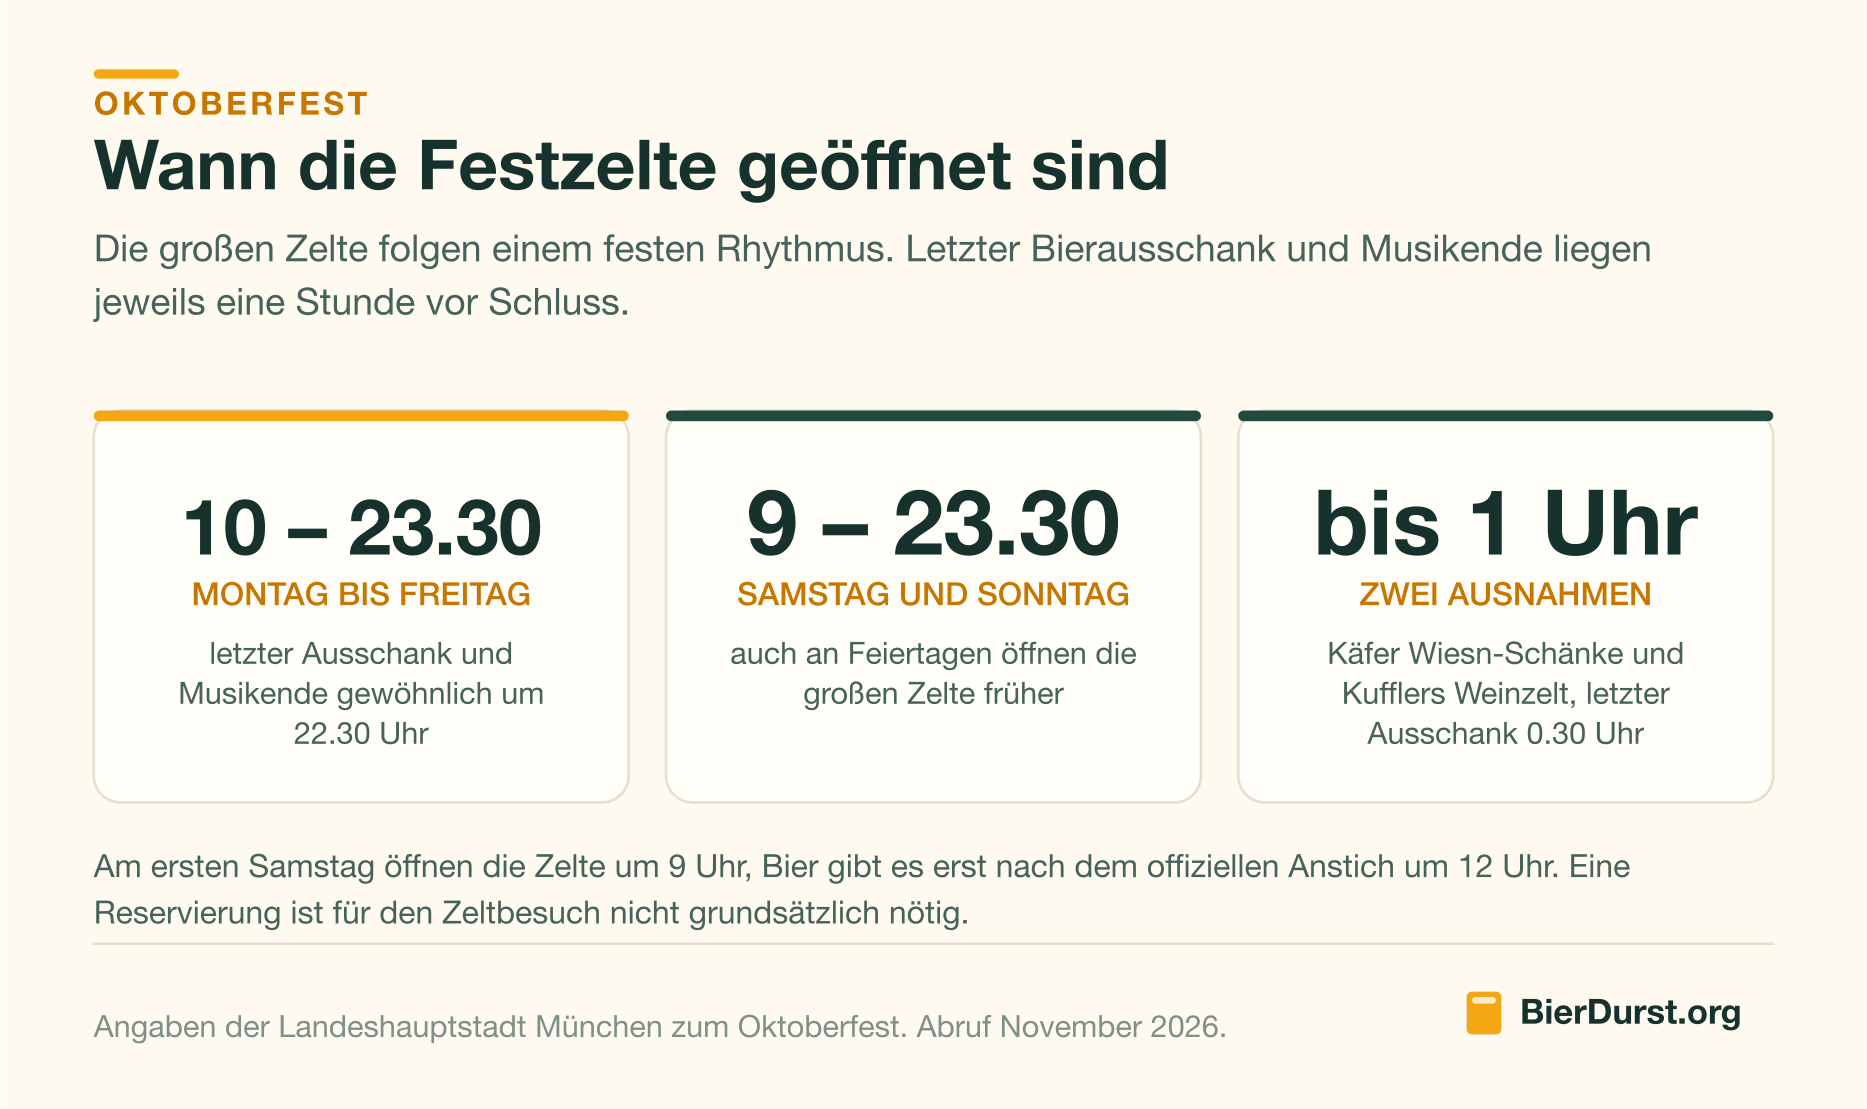 OKTOBERFEST
Wann die Festzelte geöffnet sind
Die großen Zelte folgen einem festen Rhythmus. Letzter Bierausschank und Musikende liegen
jeweils eine Stunde vor Schluss.
10 – 23.30
MONTAG BIS FREITAG
letzter Ausschank und
Musikende gewöhnlich um
22.30 Uhr
9 – 23.30
SAMSTAG UND SONNTAG
auch an Feiertagen öffnen die
großen Zelte früher
bis 1 Uhr
ZWEI AUSNAHMEN
Käfer Wiesn-Schänke und
Kufflers Weinzelt, letzter
Ausschank 0.30 Uhr
Am ersten Samstag öffnen die Zelte um 9 Uhr, Bier gibt es erst nach dem offiziellen Anstich um 12 Uhr. Eine
Reservierung ist für den Zeltbesuch nicht grundsätzlich nötig.
Angaben der Landeshauptstadt München zum Oktoberfest. Abruf November 2026.
BierDurst.org